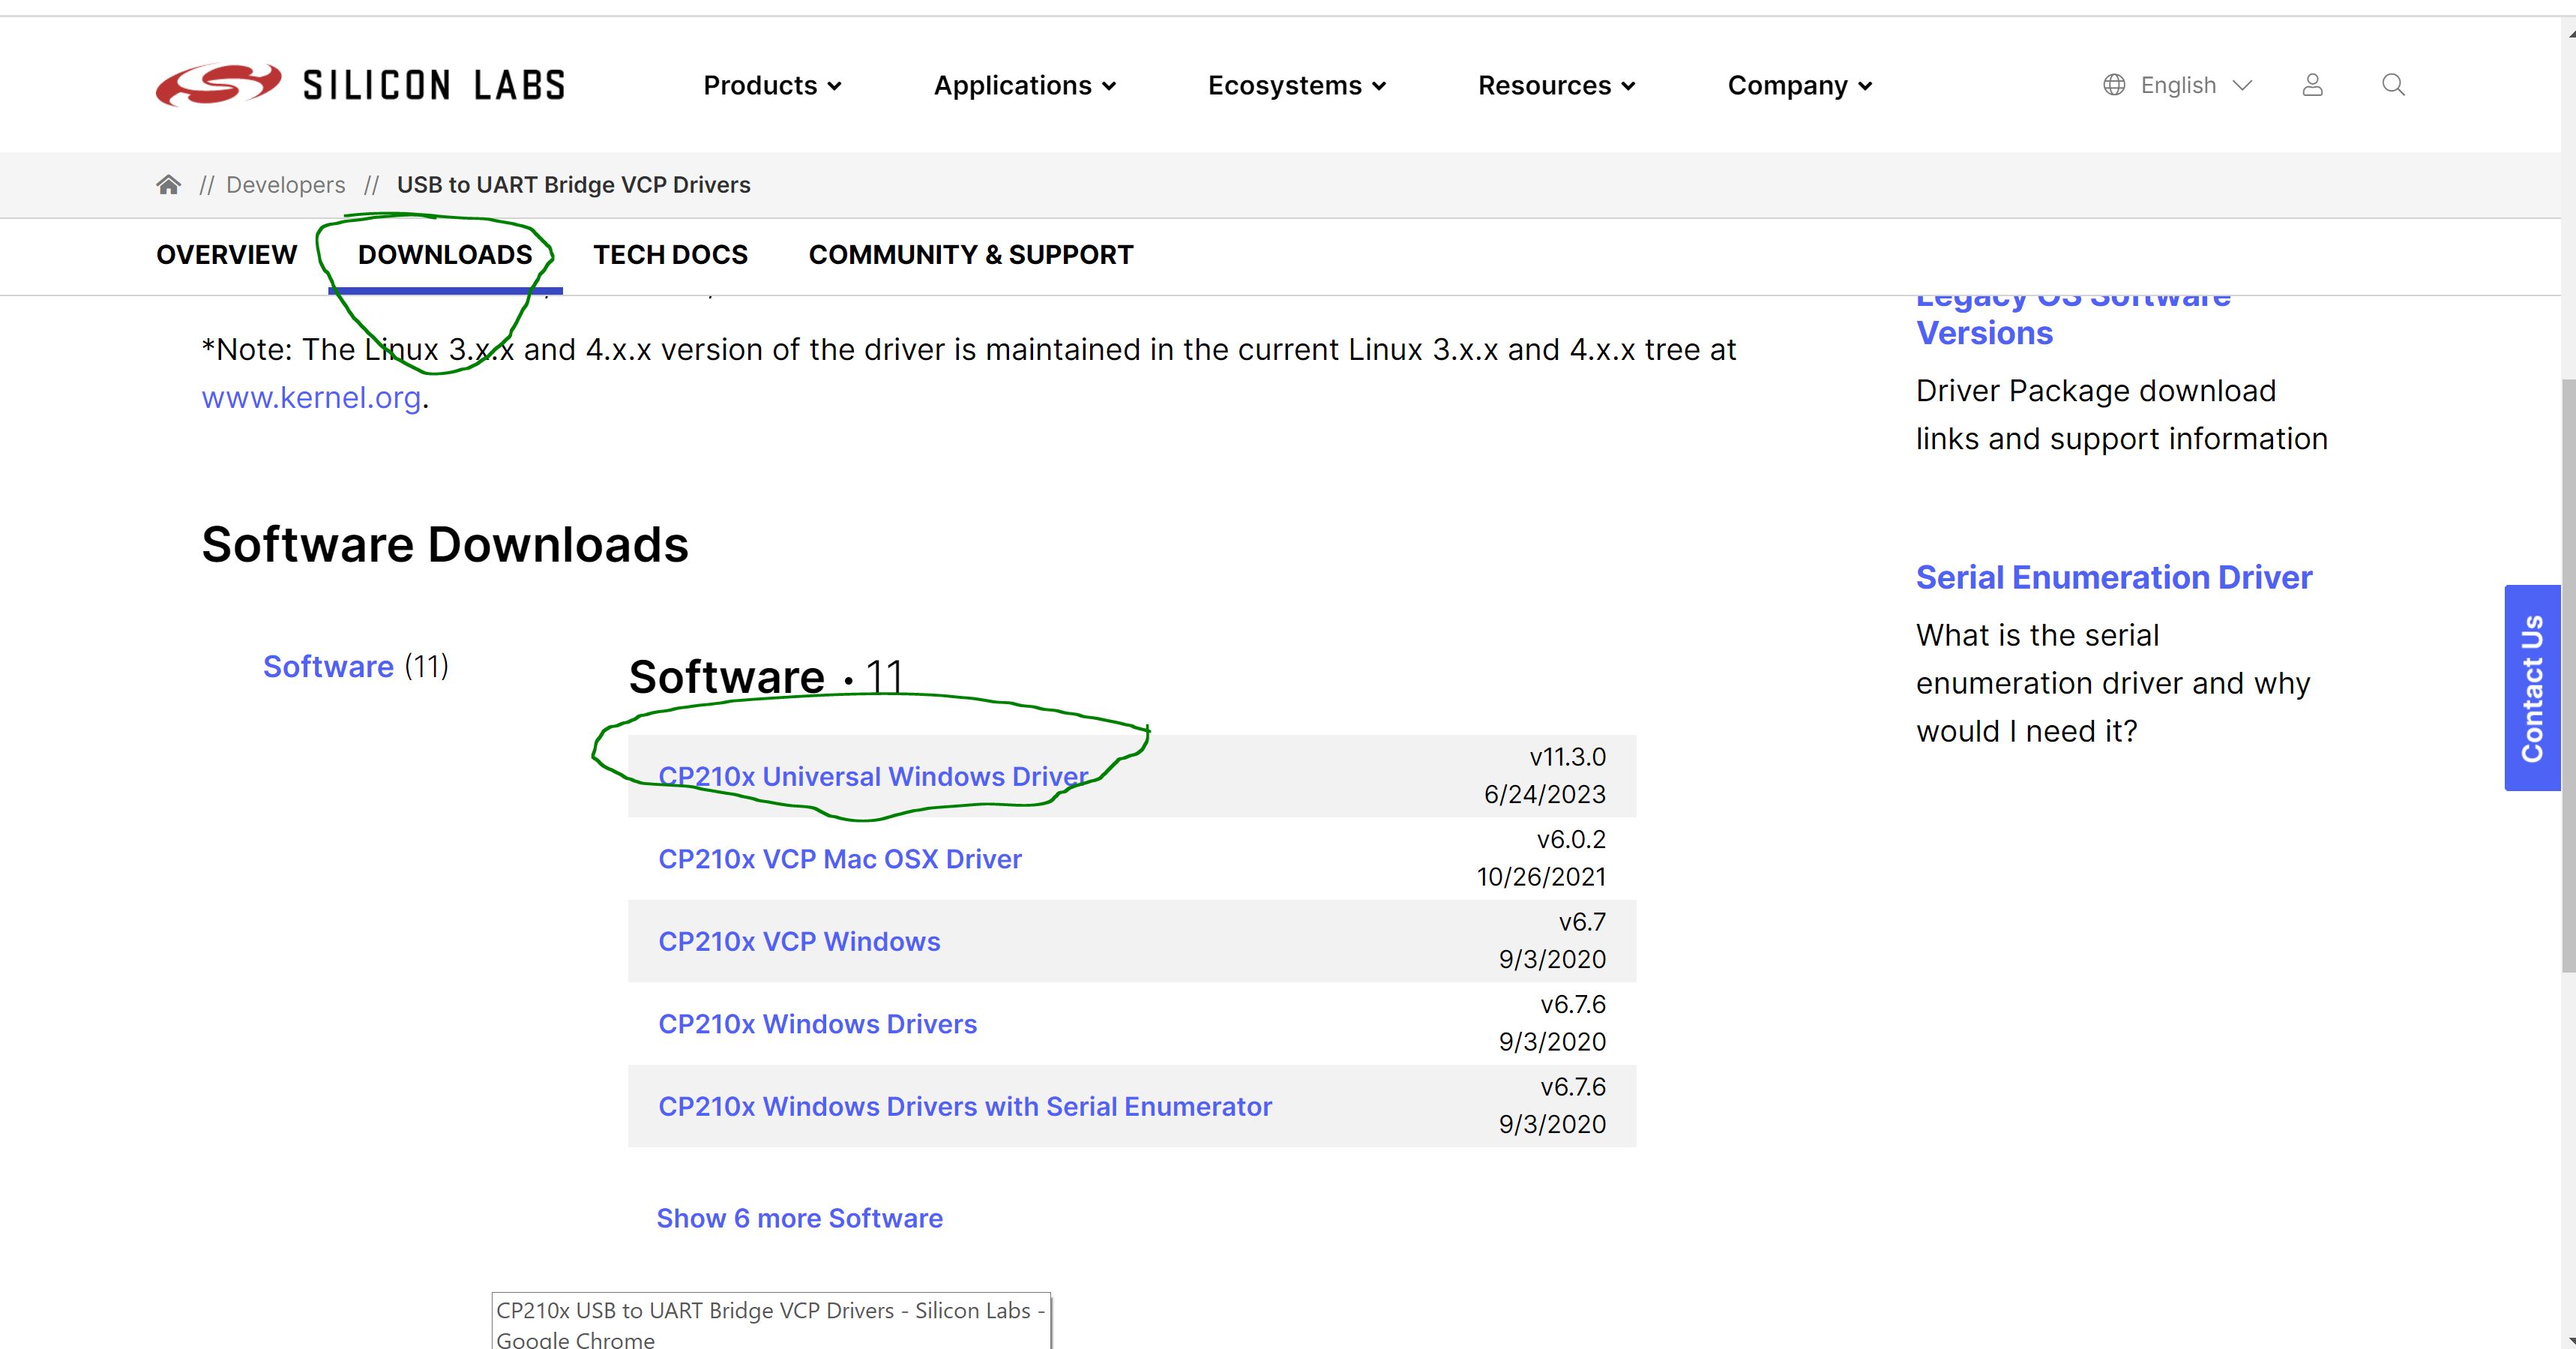 SILICON LABS
Products
Applications
Ecosystems
Resources
Company
English
// Developers // USB to UART Bridge VCP Drivers
OVERVIEW
DOWNLOADS
TECH DOCS
COMMUNITY & SUPPORT
*Note: The Linux 3.x.x and 4.x.x version of the driver is maintained in the current Linux 3.x.x and 4.x.x tree at
www.kernel.org.
Legacy OS Software
Versions
Driver Package download
links and support information
Software Downloads
Serial Enumeration Driver
What is the serial
enumeration driver and why
would I need it?
Contact Us
Software (11)
Software • 11
CP210x Universal Windows Driver
v11.3.0
6/24/2023
CP210x VCP Mac OSX Driver
v6.0.2
10/26/2021
CP210x VCP Windows
v6.7
9/3/2020
CP210x Windows Drivers
v6.7.6
9/3/2020
CP210x Windows Drivers with Serial Enumerator
v6.7.6
9/3/2020
Show 6 more Software
CP210x USB to UART Bridge VCP Drivers - Silicon Labs -
Google Chrome